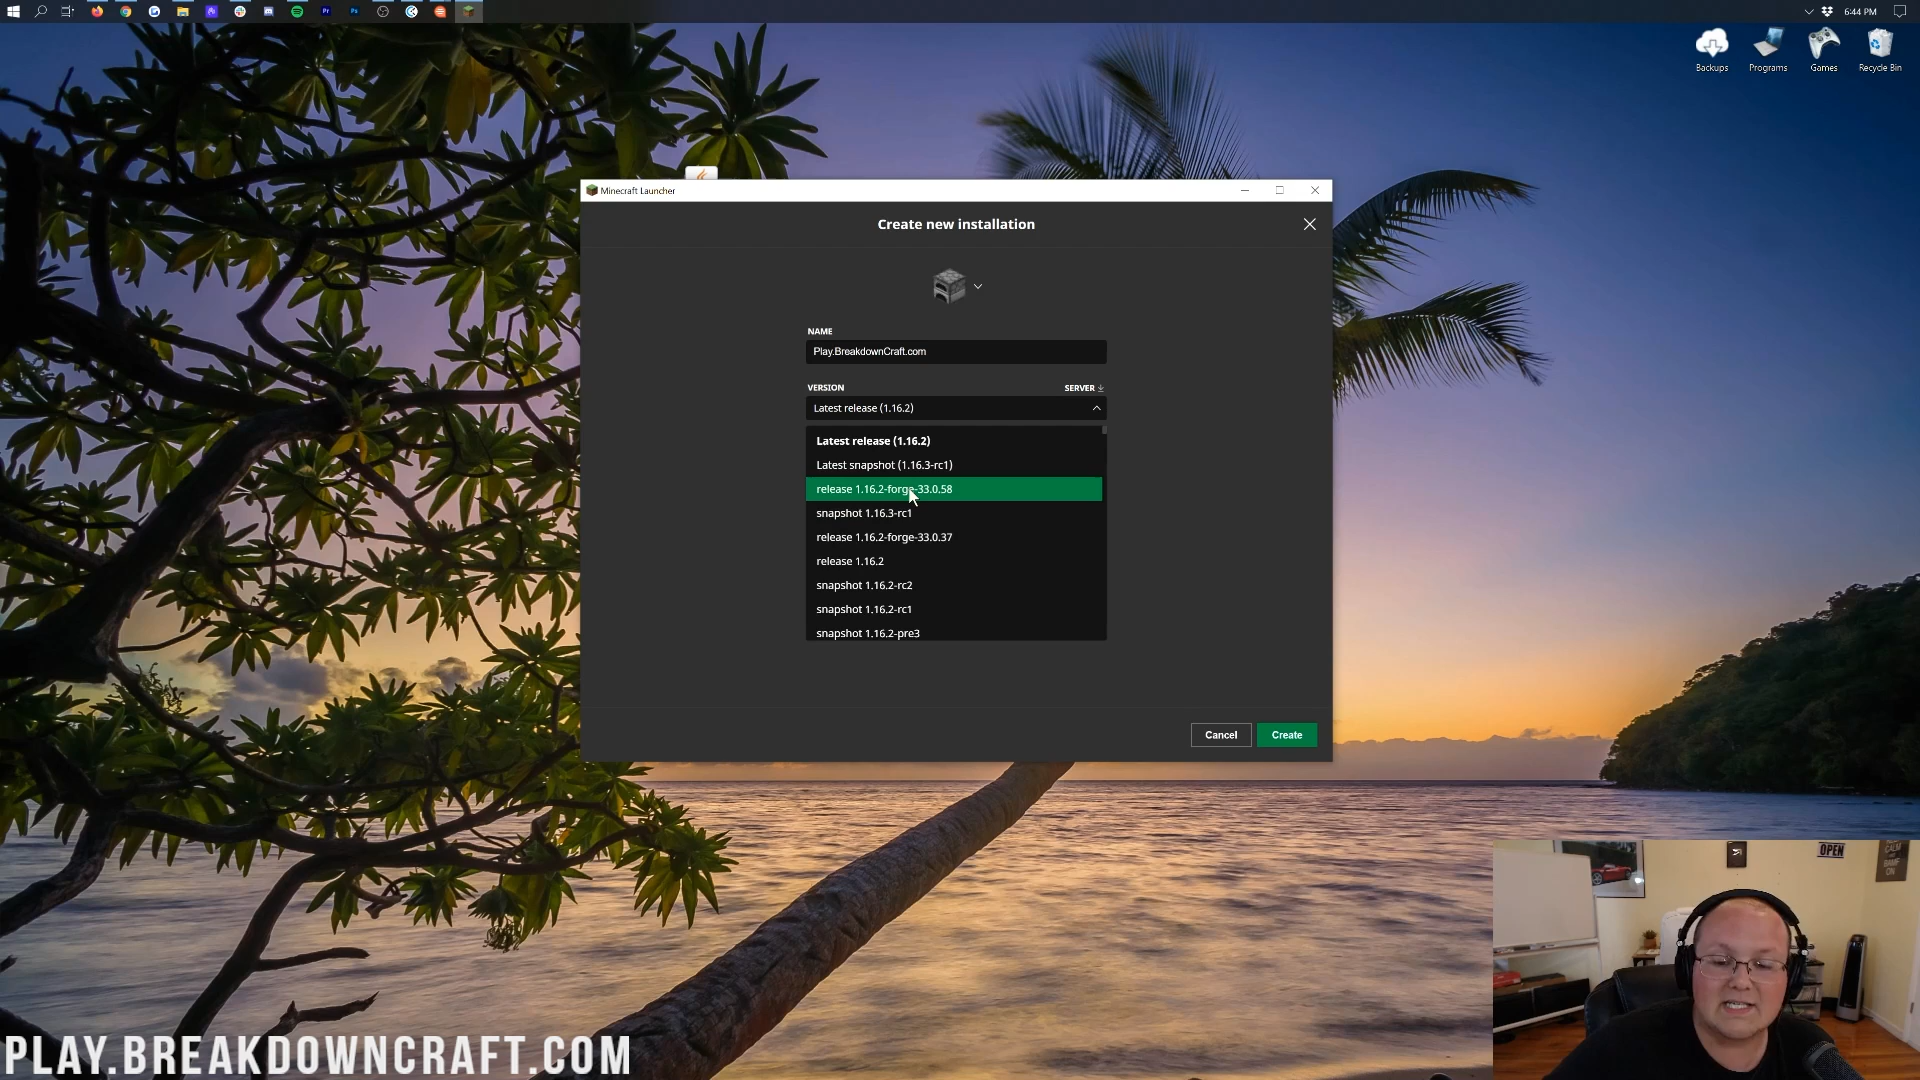 6:44 PM
Backups
Programs
Games
Recycle Bin
Minecraft Launcher
Create new installation
NAME
Play.BreakdownCraft.com
VERSION
SERVER
Latest release (1.16.2)
Latest release (1.16.2)
Latest snapshot (1.16.3-rc1)
release 1.16.2-forge-33.0.58
snapshot 1.16.3-rc1
release 1.16.2-forge-33.0.37
release 1.16.2
snapshot 1.16.2-rc2
snapshot 1.16.2-rc1
snapshot 1.16.2-pre3
Cancel
Create
OPEN
PLAY.BREAKDOWNCRAFT.COM